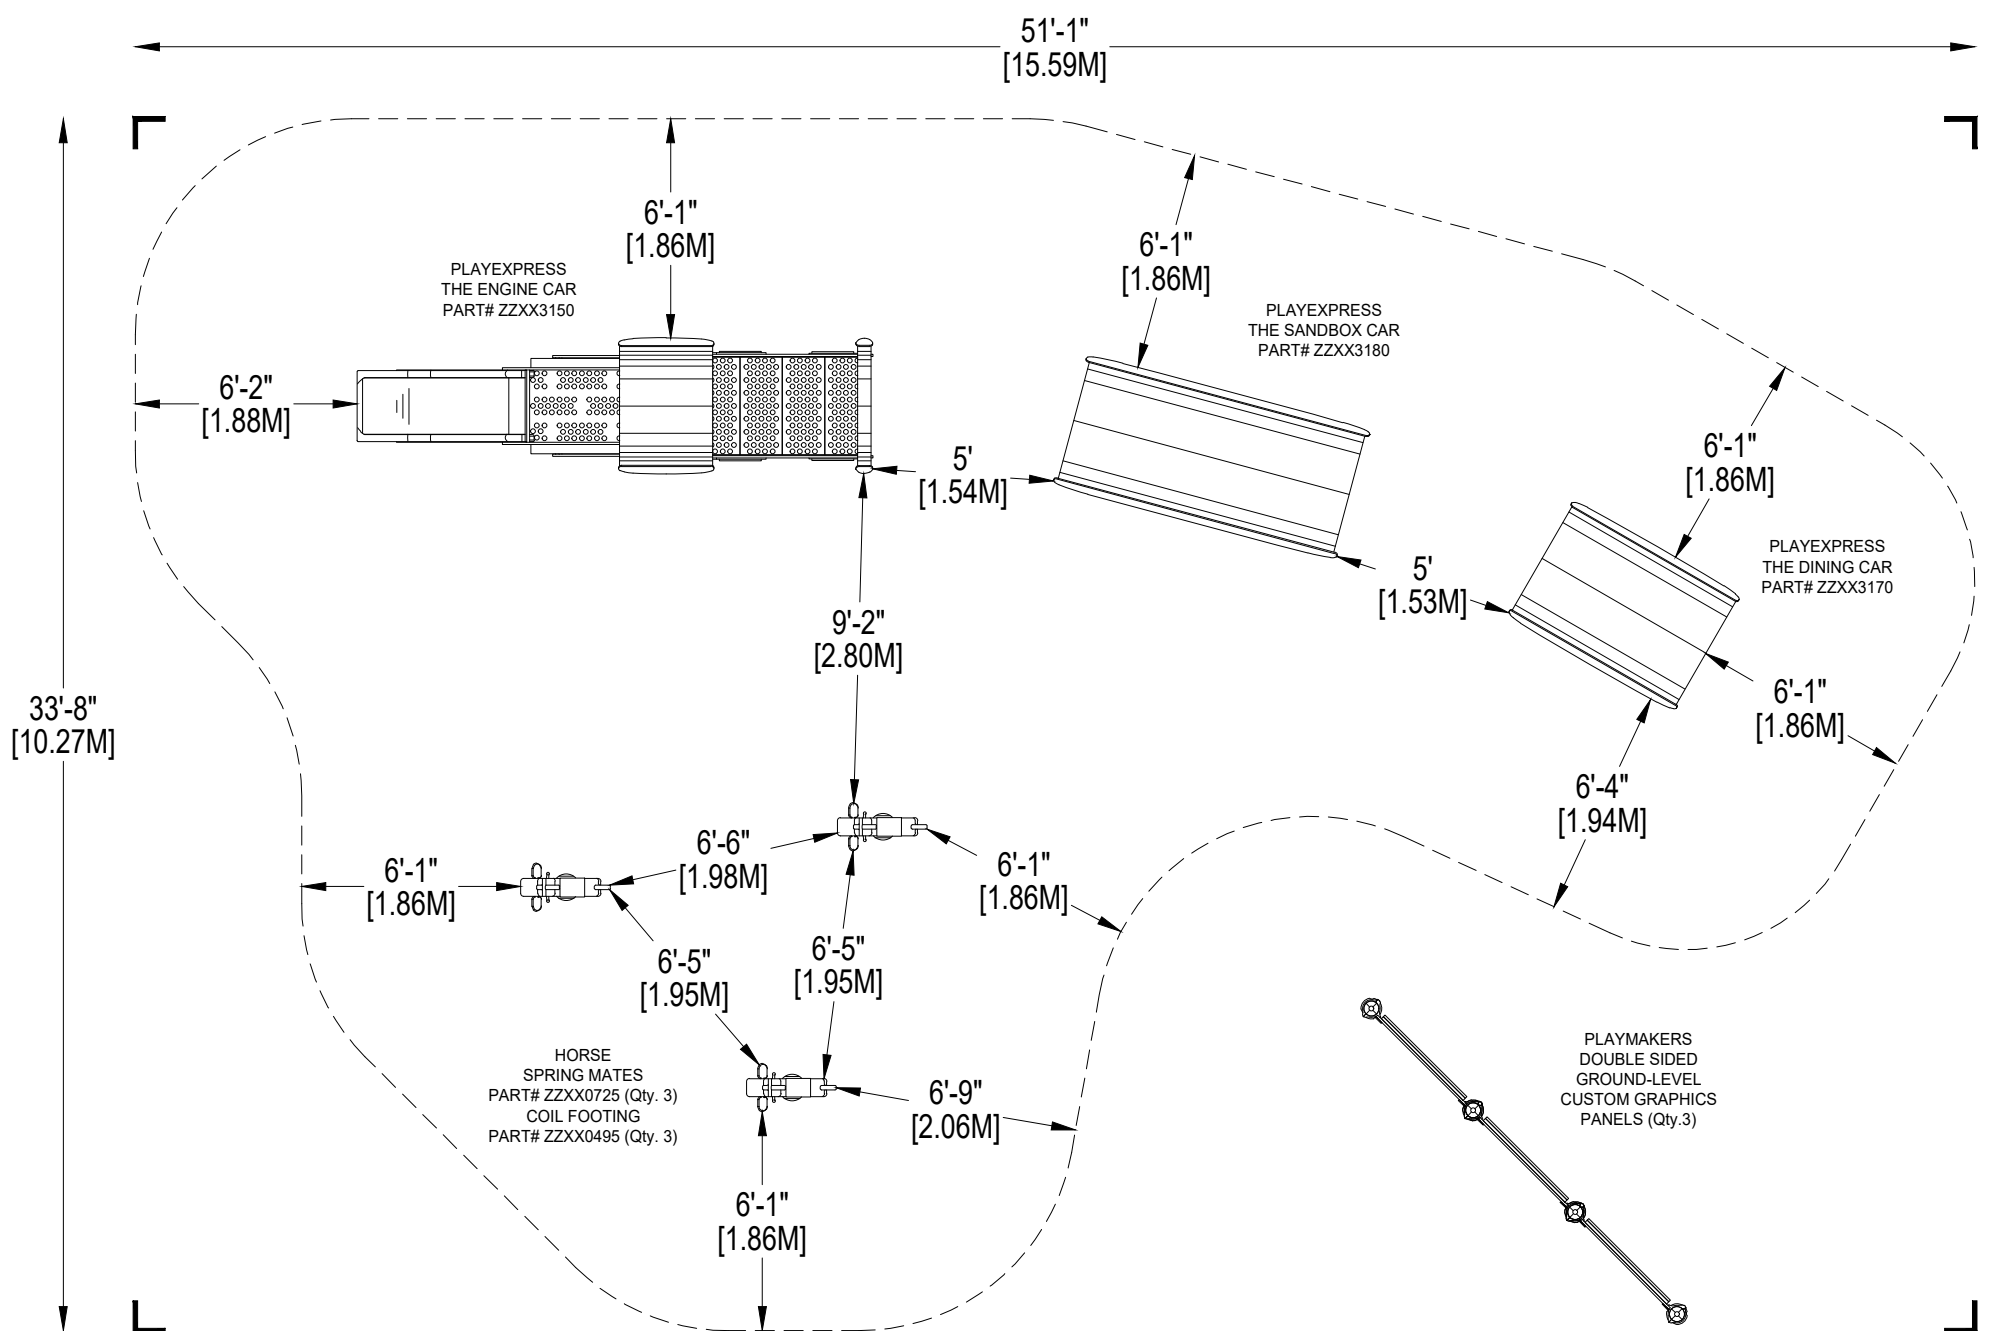 51'-1"
[15.59M]
6'-1"
[1.86M]
6'-1"
[1.86M]
PLAYEXPRESS
THE ENGINE CAR
PART# ZZXX3150
PLAYEXPRESS
THE SANDBOX CAR
PART# ZZXX3180
6'-2"
[1.88M]
5'
[1.54M]
6'-1"
[1.86M]
PLAYEXPRESS
THE DINING CAR
PART# ZZXX3170
5'
[1.53M]
9'-2"
[2.80M]
33'-8"
[10.27M]
6'-1"
[1.86M]
6'-4"
[1.94M]
6'-1"
[1.86M]
6'-6"
[1.98M]
6'-1"
[1.86M]
6'-5"
[1.95M]
6'-5"
[1.95M]
HORSE
SPRING MATES
PART# ZZXX0725 (Qty. 3)
COIL FOOTING
PART# ZZXX0495 (Qty. 3)
6'-9"
[2.06M]
PLAYMAKERS
DOUBLE SIDED
GROUND-LEVEL
CUSTOM GRAPHICS
PANELS (Qty.3)
6'-1"
[1.86M]